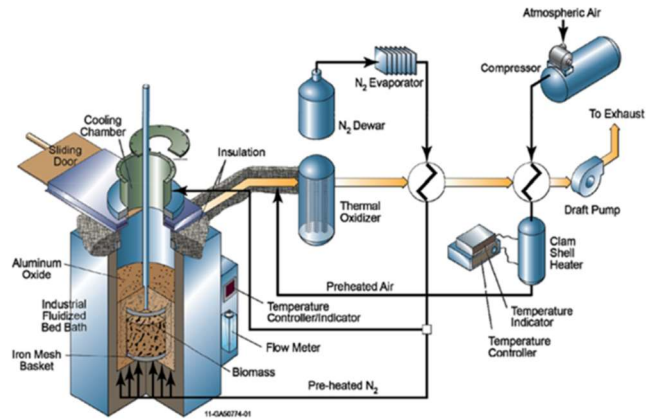 Atmospheric Air
Compressor
N₂ Evaporator
To Exhaust
Cooling
Chamber
N₂ Dewar
Sliding
Door
Insulation
Thermal
Oxidizer
Draft Pump
Clam
Shell
Heater
Aluminum
Oxide
Preheated Air
Temperature
Indicator
Temperature
Controller
Industrial
Fluidized
Bed Bath
Temperature
Controller/Indicator
Flow Meter
Iron Mesh
Basket
Biomass
Pre-heated N₂
11-GA50774-01